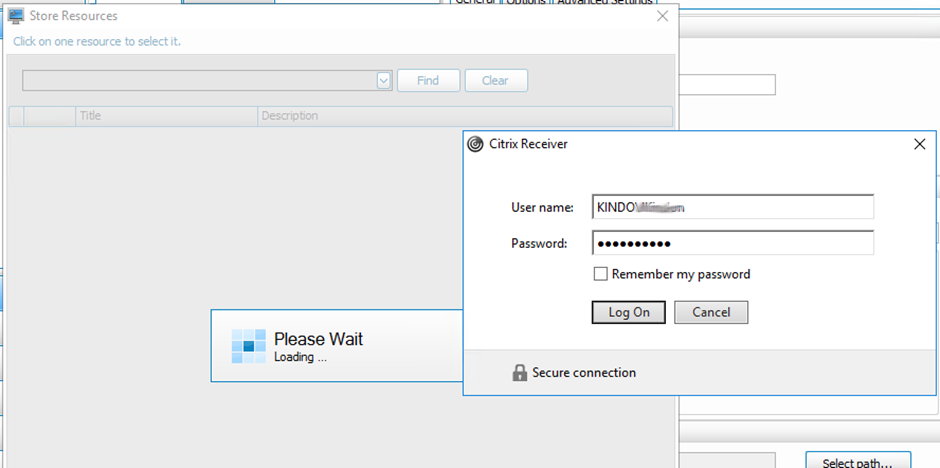 General Options Advanced Settings
Store Resources
Click on one resource to select it.
Find Clear
Title Description
Citrix Receiver
User name: KINDO\
Password: ●●●●●●●●●●
Remember my password
Log On Cancel
Please Wait
Loading ...
Secure connection
Select path...